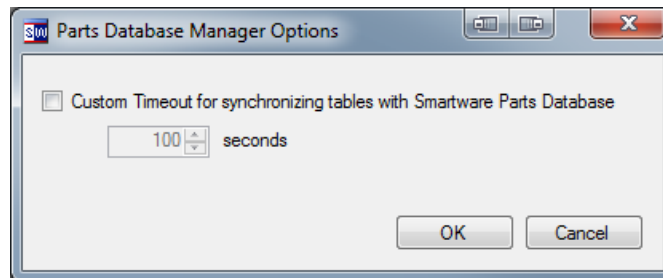 SW Parts Database Manager Options
Custom Timeout for synchronizing tables with Smartware Parts Database
100 seconds
OK Cancel